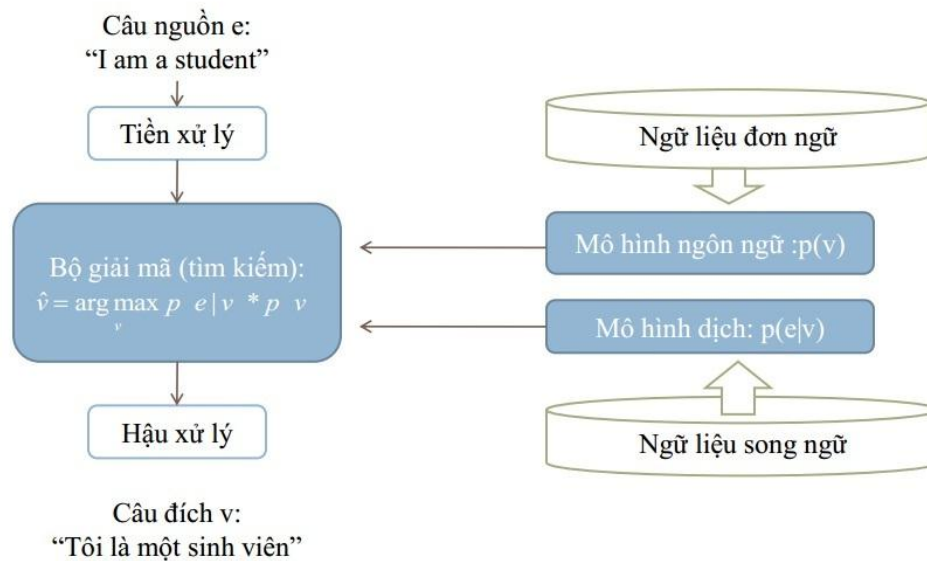 Câu nguồn e:
“I am a student”
Tiền xử lý
Bộ giải mã (tìm kiếm):
v̂ = arg max p e | v * p v
v
Hậu xử lý
Câu đích v:
“Tôi là một sinh viên”
Ngữ liệu đơn ngữ
Mô hình ngôn ngữ :p(v)
Mô hình dịch: p(e|v)
Ngữ liệu song ngữ